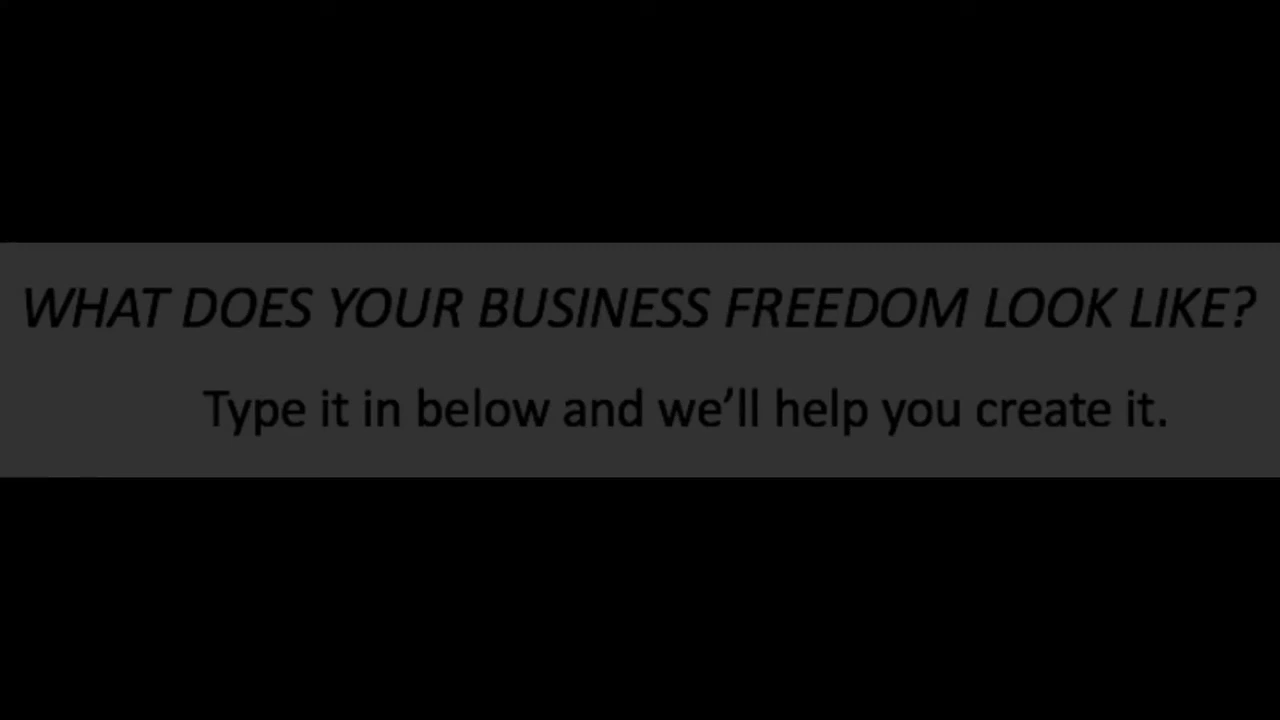 WHAT DOES YOUR BUSINESS FREEDOM LOOK LIKE?
Type it in below and we’ll help you create it.